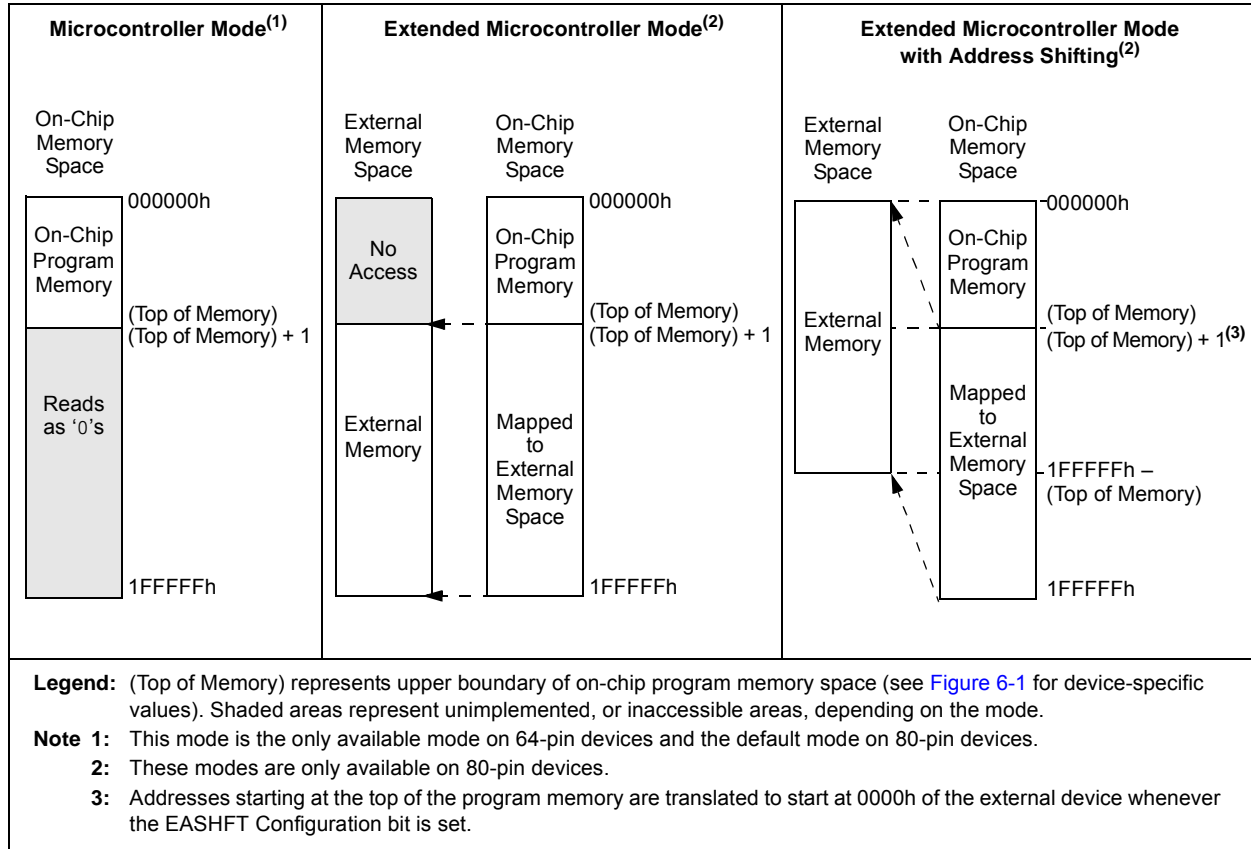 Microcontroller Mode(1)
On-Chip
Memory
Space
000000h
On-Chip
Program
Memory
(Top of Memory)
(Top of Memory) + 1
Reads
as ‘0’s
1FFFFFh
Extended Microcontroller Mode(2)
External
Memory
Space
On-Chip
Memory
Space
000000h
No
Access
On-Chip
Program
Memory
(Top of Memory)
(Top of Memory) + 1
External
Memory
Mapped
to
External
Memory
Space
1FFFFFh
Extended Microcontroller Mode
with Address Shifting(2)
External
Memory
Space
On-Chip
Memory
Space
000000h
On-Chip
Program
Memory
External
Memory
(Top of Memory)
(Top of Memory) + 1(3)
Mapped
to
External
Memory
Space
1FFFFFh –
(Top of Memory)
1FFFFFh
Legend: (Top of Memory) represents upper boundary of on-chip program memory space (see Figure 6-1 for device-specific
values). Shaded areas represent unimplemented, or inaccessible areas, depending on the mode.
Note 1: This mode is the only available mode on 64-pin devices and the default mode on 80-pin devices.
2: These modes are only available on 80-pin devices.
3: Addresses starting at the top of the program memory are translated to start at 0000h of the external device whenever
the EASHFT Configuration bit is set.